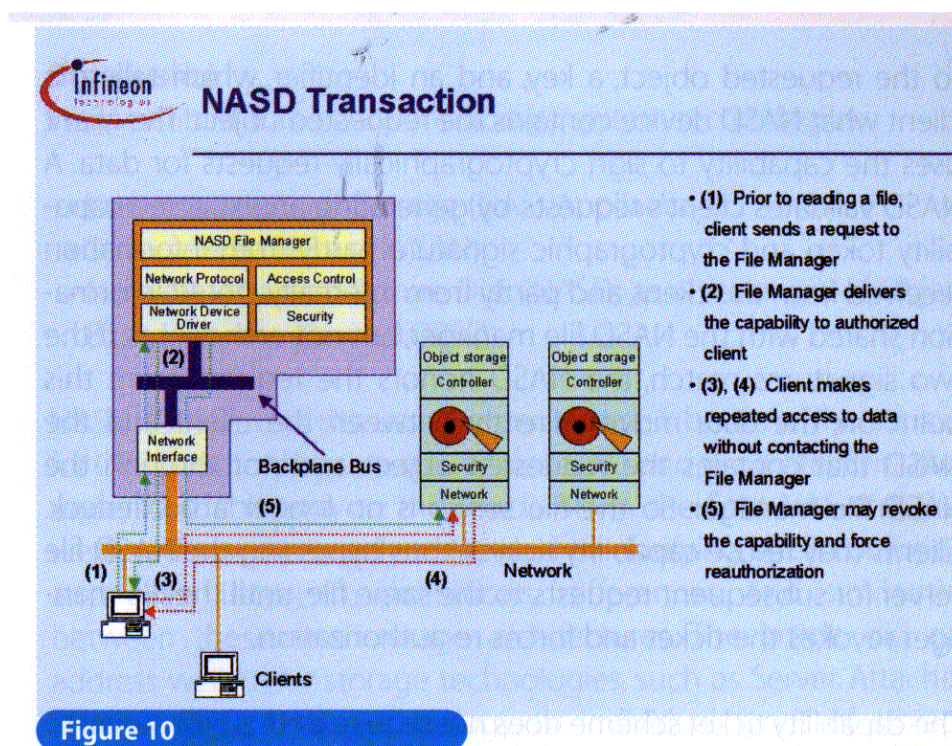 Infineon
technologies
NASD Transaction
NASD File Manager
Network Protocol
Access Control
Network Device Driver
Security
(2)
Network Interface
Backplane Bus
Object storage
Controller
Security
Network
Object storage
Controller
Security
Network
(5)
(1)
(3)
(4)
Network
Clients
• (1) Prior to reading a file,
client sends a request to
the File Manager
• (2) File Manager delivers
the capability to authorized
client
• (3), (4) Client makes
repeated access to data
without contacting the
File Manager
• (5) File Manager may revoke
the capability and force
reauthorization
Figure 10